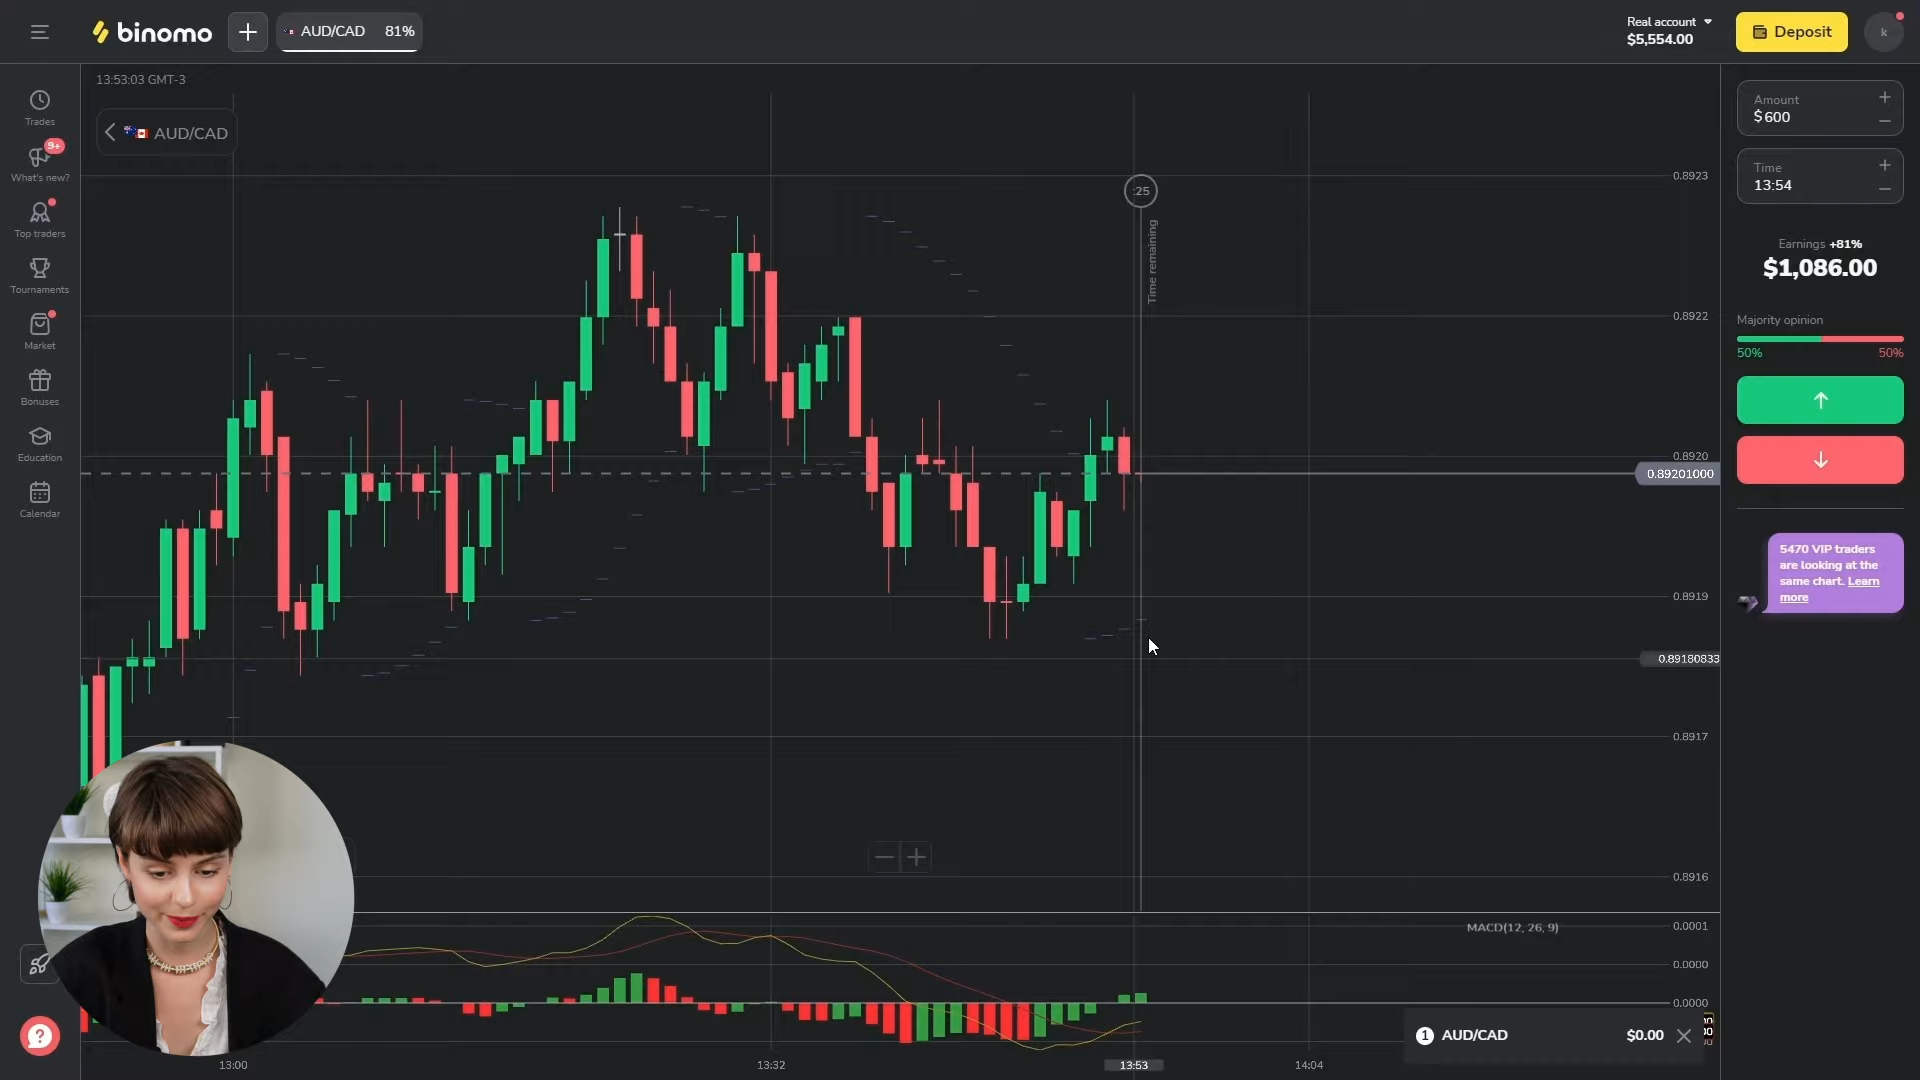 binomo
AUD/CAD 81%
Real account
$5,554.00
Deposit
k
13:53:03 GMT-3
AUD/CAD
Trades
9+
What's new?
Top traders
Tournaments
Market
Bonuses
Education
Calendar
:25
Time remaining
0.8923
0.8922
0.8920
0.89201000
0.8919
0.89180833
0.8917
0.8916
Amount
$600
Time
13:54
Earnings +81%
$1,086.00
Majority opinion
50% 50%
5470 VIP traders
are looking at the
same chart. Learn
more
MACD(12, 26, 9)
0.0001
0.0000
0.0000
1 AUD/CAD $0.00
13:00
13:32
13:53
14:04